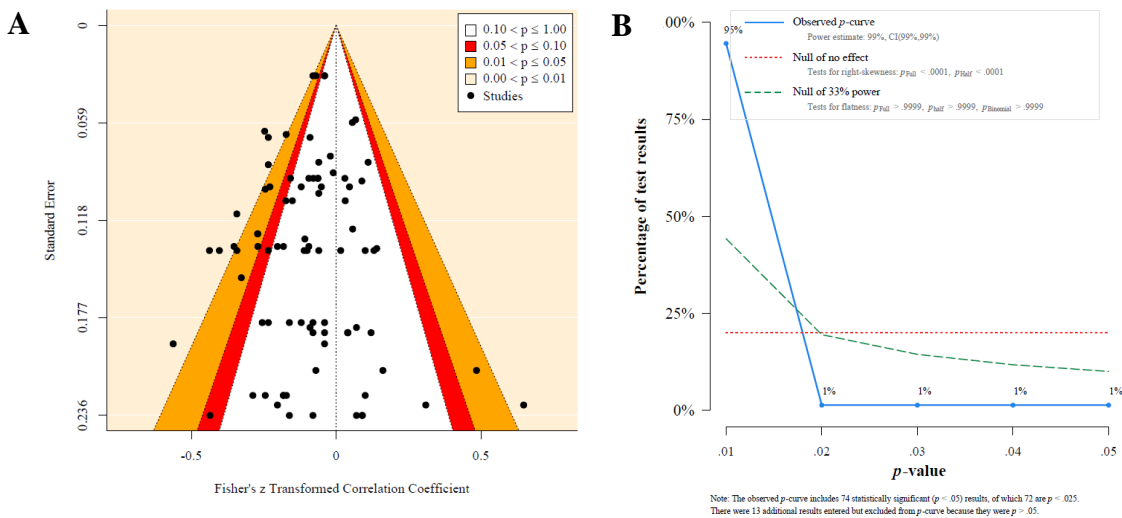 A
0.10 < p ≤ 1.00
0.05 < p ≤ 0.10
0.01 < p ≤ 0.05
0.00 < p ≤ 0.01
Studies
Standard Error
0
0.059
0.118
0.177
0.236
-0.5
0
0.5
Fisher's z Transformed Correlation Coefficient
B
Observed p-curve
Power estimate: 99%, CI(99%,99%)
Null of no effect
Tests for right-skewness: pFull < .0001, pHalf < .0001
Null of 33% power
Tests for flatness: pFull > .9999, phalf > .9999, pBinomial > .9999
Percentage of test results
00%
75%
50%
25%
0%
95%
1%
1%
1%
1%
.01
.02
.03
.04
.05
p-value
Note: The observed p-curve includes 74 statistically significant (p < .05) results, of which 72 are p < .025.
There were 13 additional results entered but excluded from p-curve because they were p > .05.